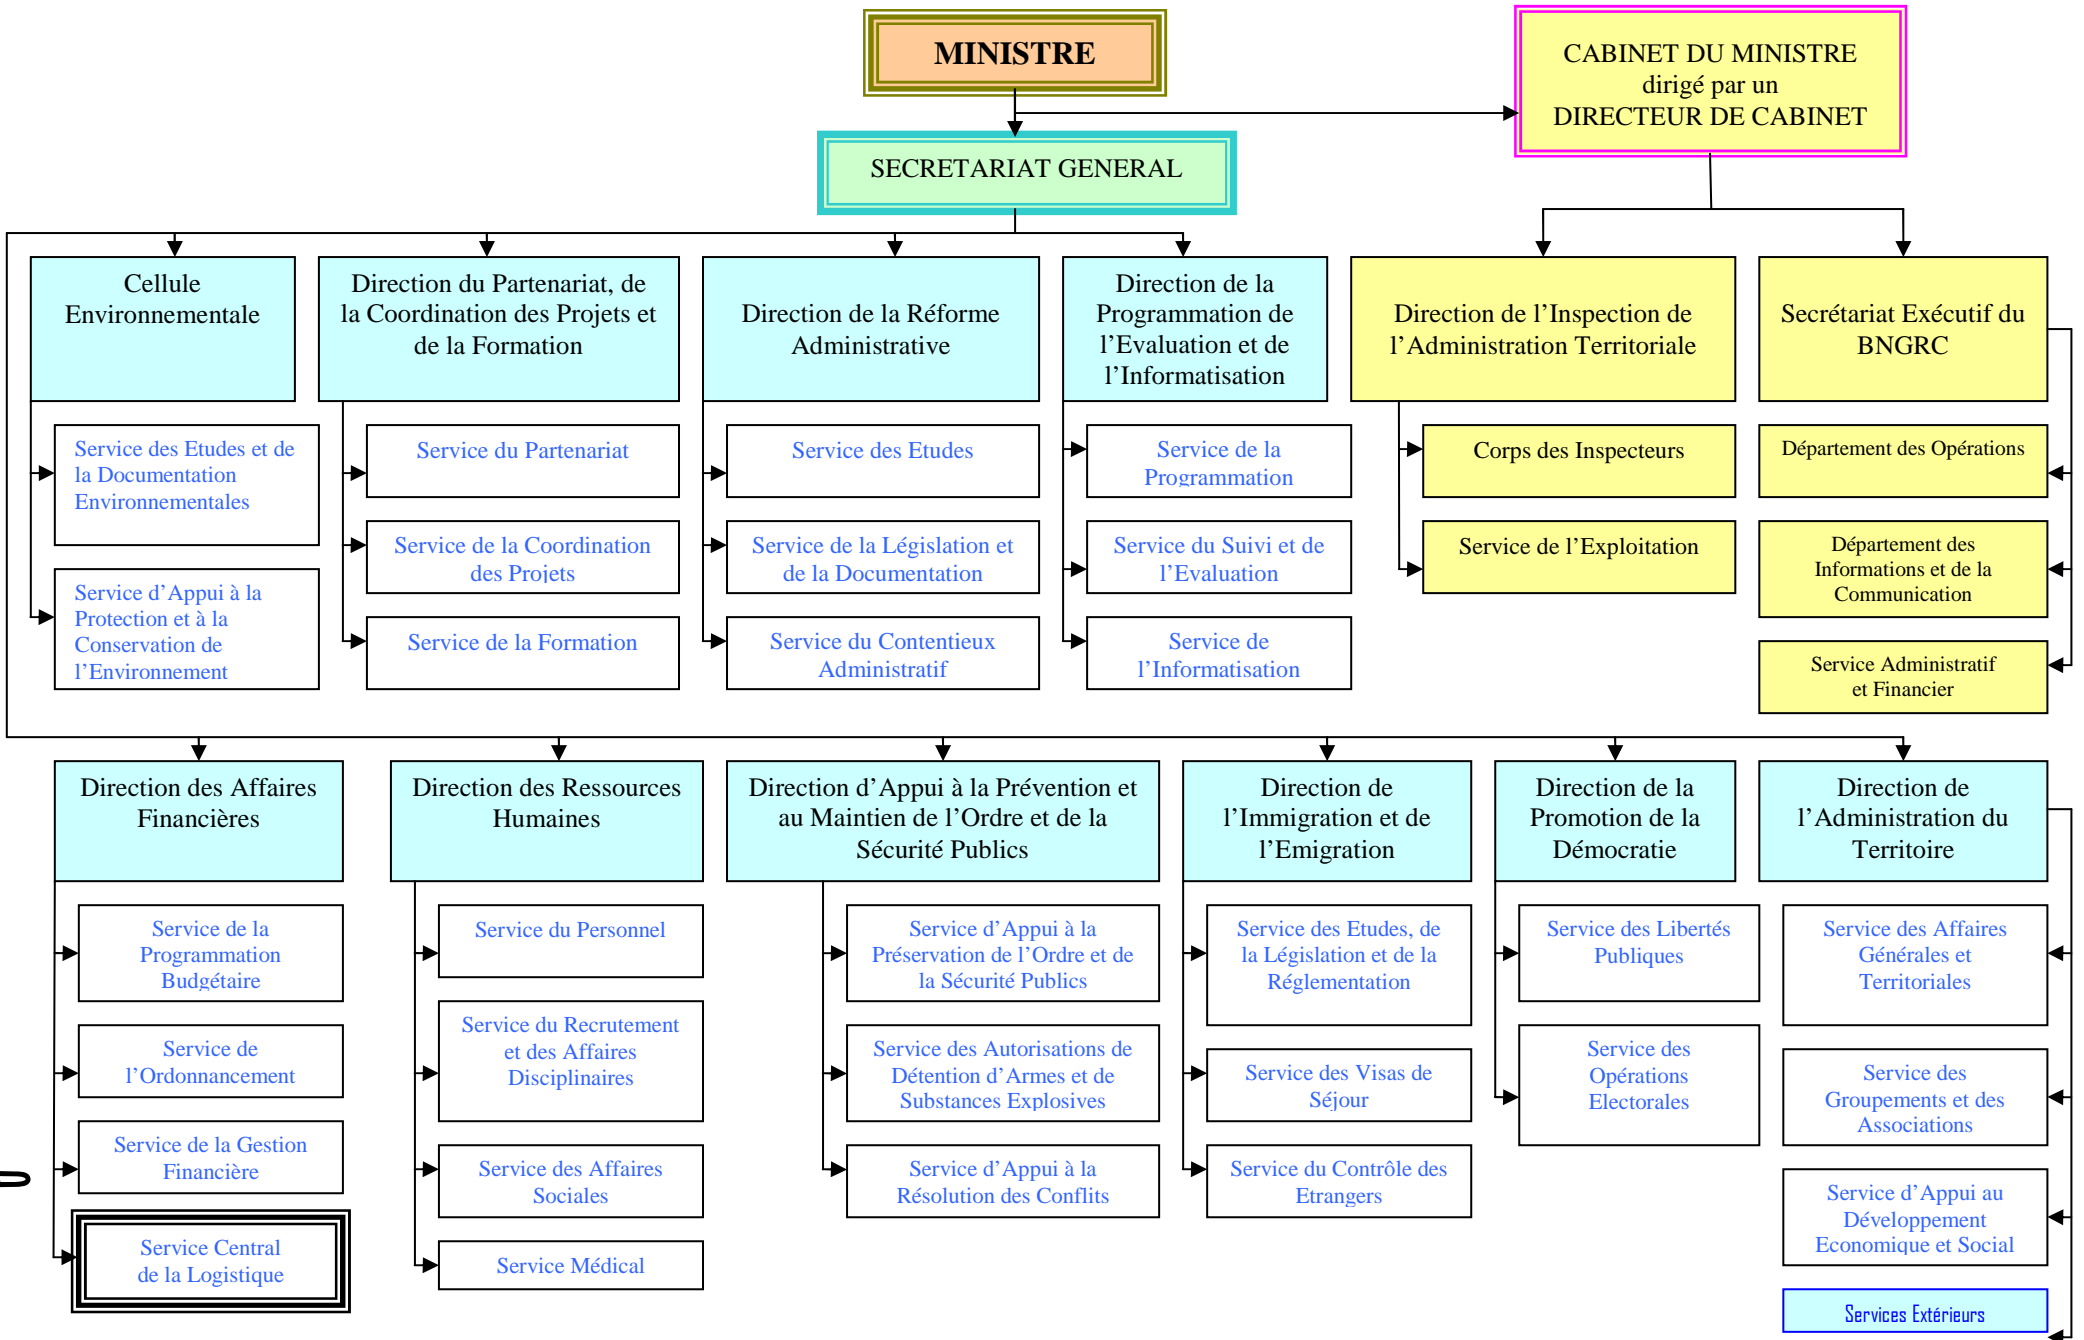 MINISTRE
CABINET DU MINISTRE
dirigé par un
DIRECTEUR DE CABINET
SECRETARIAT GENERAL
Cellule
Environnementale
Direction du Partenariat, de
la Coordination des Projets et
de la Formation
Direction de la Réforme
Administrative
Direction de la
Programmation de
l’Evaluation et de
l’Informatisation
Direction de l’Inspection de
l’Administration Territoriale
Secrétariat Exécutif du
BNGRC
Service des Etudes et de
la Documentation
Environnementales
Service d’Appui à la
Protection et à la
Conservation de
l’Environnement
Service du Partenariat
Service de la Coordination
des Projets
Service de la Formation
Service des Etudes
Service de la Législation et
de la Documentation
Service du Contentieux
Administratif
Service de la
Programmation
Service du Suivi et de
l’Evaluation
Service de
l’Informatisation
Corps des Inspecteurs
Service de l’Exploitation
Département des Opérations
Département des
Informations et de la
Communication
Service Administratif
et Financier
Direction des Affaires
Financières
Direction des Ressources
Humaines
Direction d’Appui à la Prévention et
au Maintien de l’Ordre et de la
Sécurité Publics
Direction de
l’Immigration et de
l’Emigration
Direction de la
Promotion de la
Démocratie
Direction de
l’Administration du
Territoire
Service de la
Programmation
Budgétaire
Service de
l’Ordonnancement
Service de la Gestion
Financière
Service Central
de la Logistique
Service du Personnel
Service du Recrutement
et des Affaires
Disciplinaires
Service des Affaires
Sociales
Service Médical
Service d’Appui à la
Préservation de l’Ordre et de
la Sécurité Publics
Service des Autorisations de
Détention d’Armes et de
Substances Explosives
Service d’Appui à la
Résolution des Conflits
Service des Etudes, de
la Législation et de la
Réglementation
Service des Visas de
Séjour
Service du Contrôle des
Etrangers
Service des Libertés
Publiques
Service des
Opérations
Electorales
Service des Affaires
Générales et
Territoriales
Service des
Groupements et des
Associations
Service d’Appui au
Développement
Economique et Social
Services Extérieurs